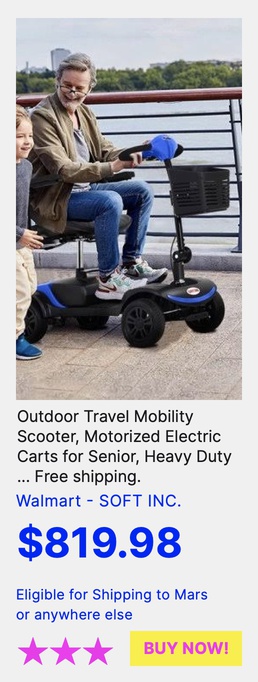 Outdoor Travel Mobility
Scooter, Motorized Electric
Carts for Senior, Heavy Duty
... Free shipping.
Walmart - SOFT INC.
$819.98
Eligible for Shipping to Mars
or anywhere else
BUY NOW!